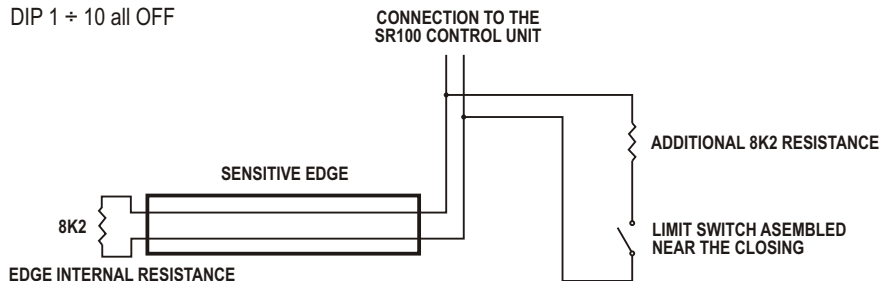 DIP 1 ÷ 10 all OFF
CONNECTION TO THE
SR100 CONTROL UNIT
ADDITIONAL 8K2 RESISTANCE
SENSITIVE EDGE
8K2
LIMIT SWITCH ASEMBLED
NEAR THE CLOSING
EDGE INTERNAL RESISTANCE